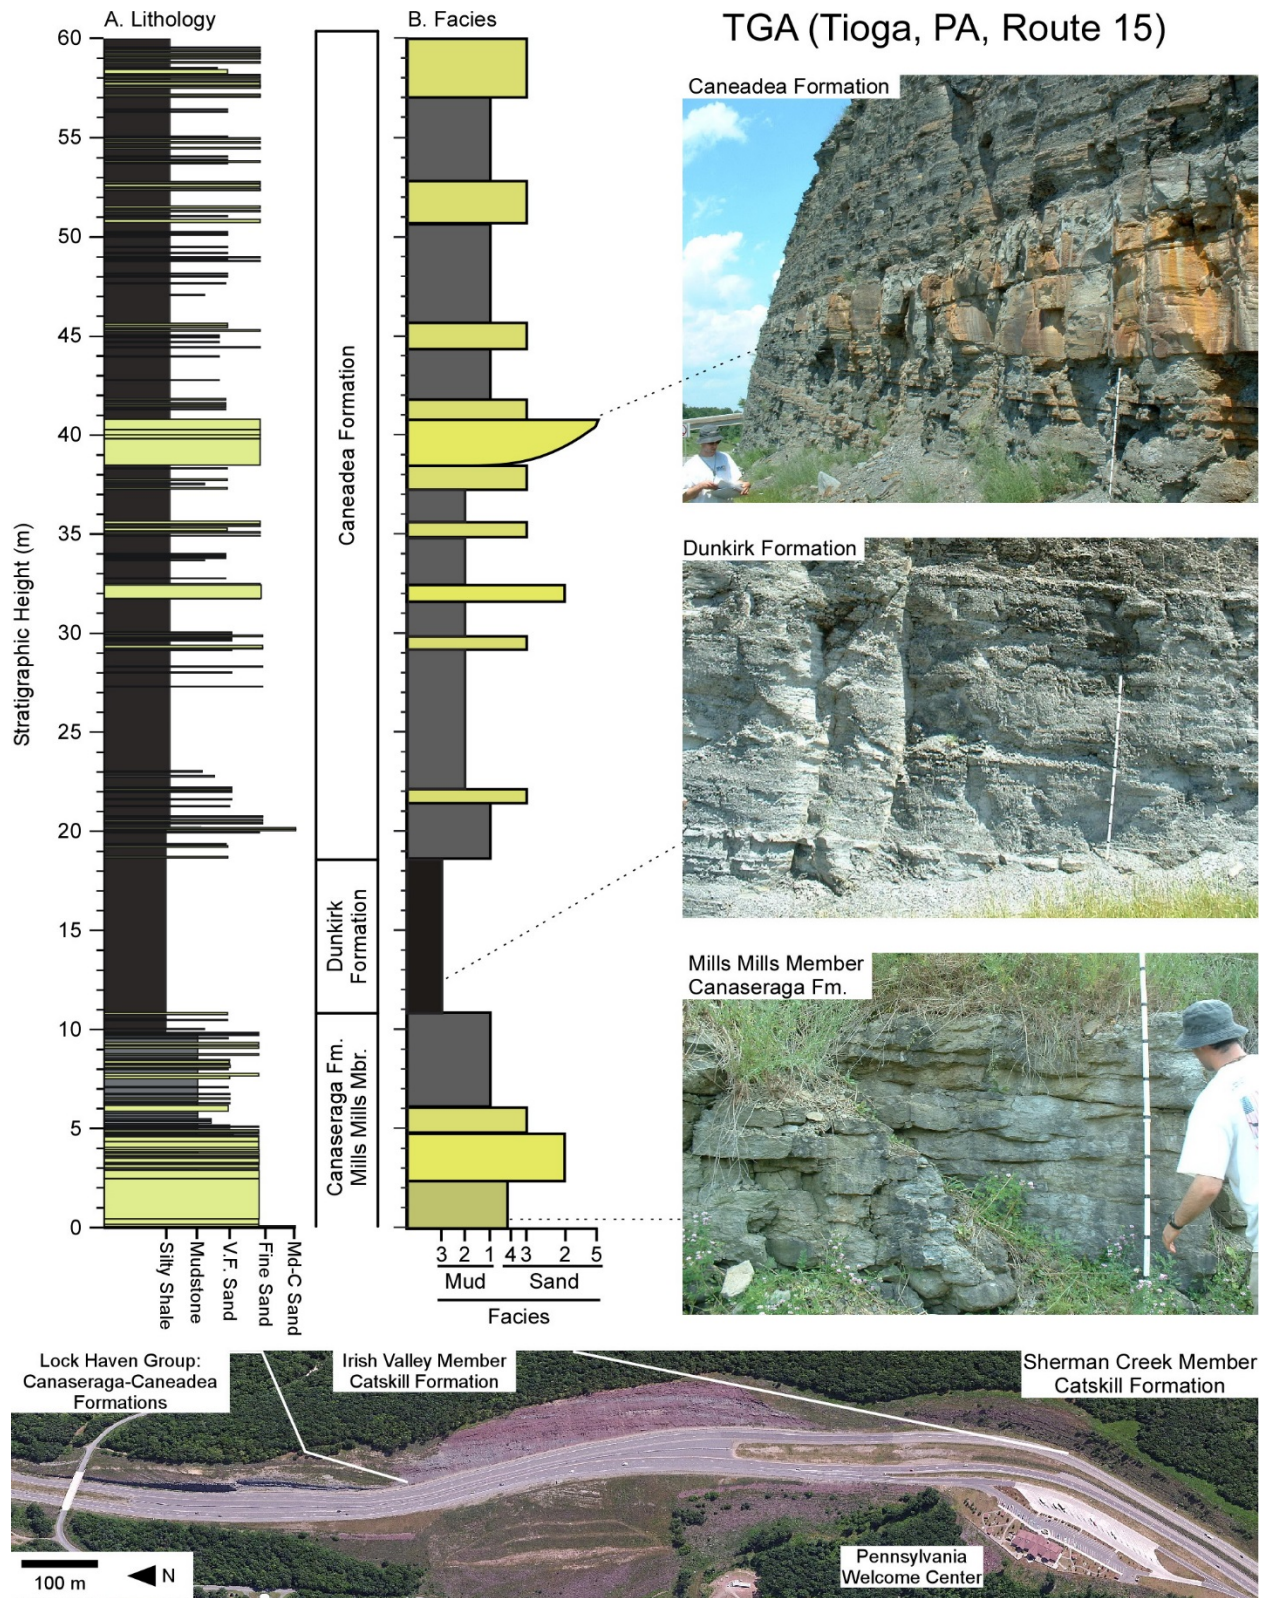 A. Lithology
B. Facies
TGA (Tioga, PA, Route 15)
60
55
50
45
40
35
30
25
20
15
10
5
0
Stratigraphic Height (m)
Silty Shale
Mudstone
V.F. Sand
Fine Sand
Md-C Sand
Caneadea Formation
Dunkirk
Formation
Canaseraga Fm.
Mills Mills Mbr.
3 2 1 4 3 2 5
Mud Sand
Facies
Caneadea Formation
Dunkirk Formation
Mills Mills Member
Canaseraga Fm.
Lock Haven Group:
Canaseraga-Caneadea
Formations
Irish Valley Member
Catskill Formation
Sherman Creek Member
Catskill Formation
Pennsylvania
Welcome Center
100 m
N